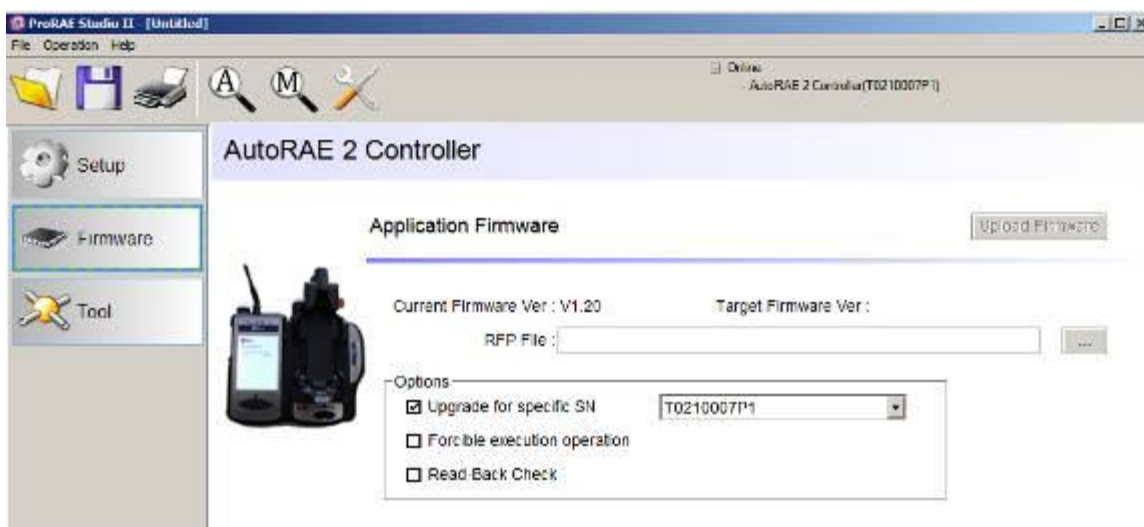 ProRAE Studio II - [Untitled]
File Operation Help
A M
Online
AutoRAE 2 Controller(T0210007P1)
Setup
AutoRAE 2 Controller
Firmware
Application Firmware
Upload Firmware
Tool
Current Firmware Ver : V1.20 Target Firmware Ver :
RFP File : ...
Options
Upgrade for specific SN T0210007P1
Forcible execution operation
Read-Back Check